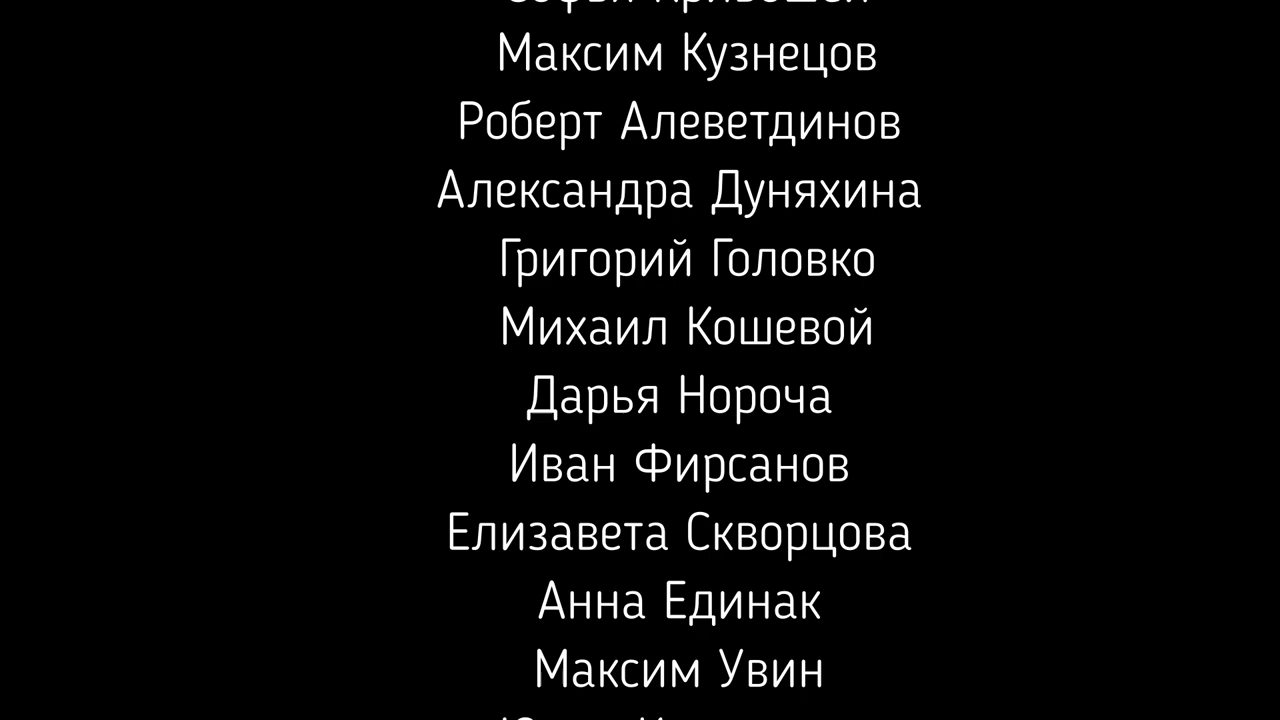 Максим Кузнецов
Роберт Алеветдинов
Александра Дуняхина
Григорий Головко
Михаил Кошевой
Дарья Нороча
Иван Фирсанов
Елизавета Скворцова
Анна Единак
Максим Увин